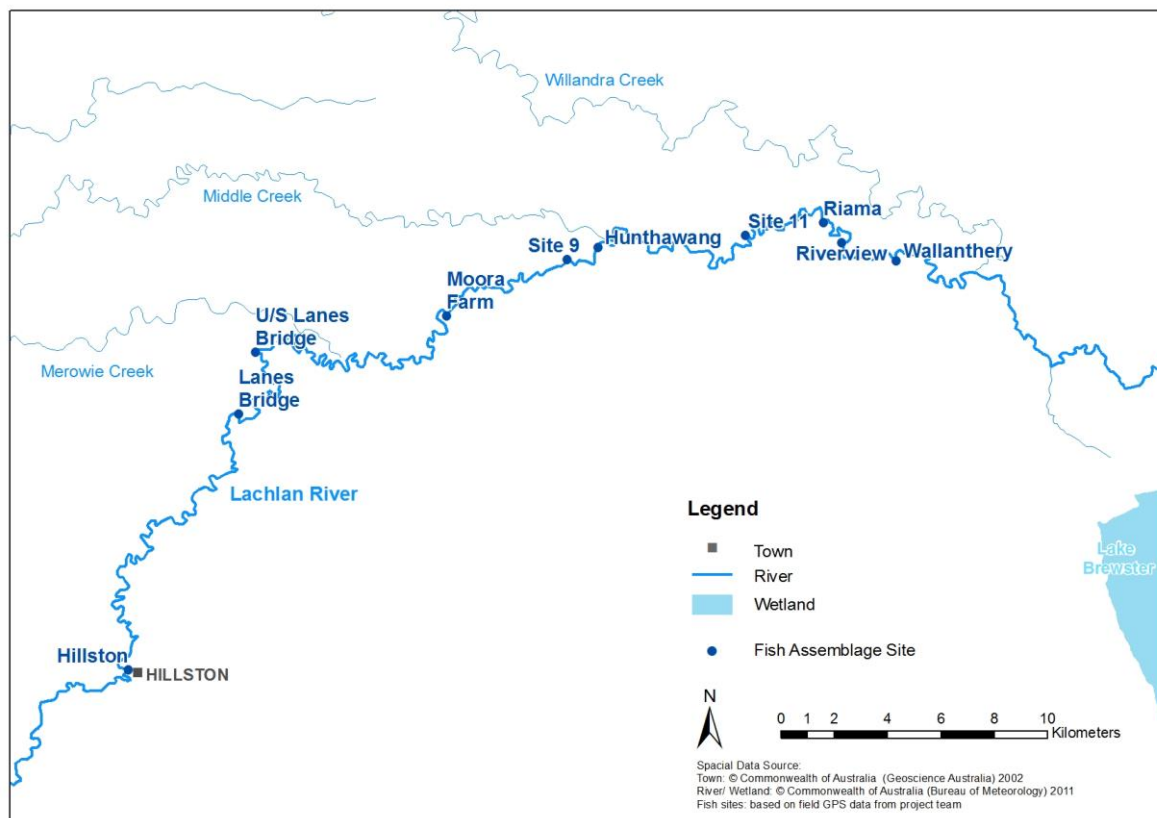 Willandra Creek
Middle Creek
Riama
Site 11
Hunthawang
Site 9
Riverview
Wallanthery
Moora
Farm
U/S Lanes
Bridge
Merowie Creek
Lanes
Bridge
Lachlan River
Legend
Town
River
Wetland
Fish Assemblage Site
Lake
Brewster
Hillston
HILLSTON
N
0 1 2 4 6 8 10
Kilometers
Spacial Data Source:
Town: © Commonwealth of Australia (Geoscience Australia) 2002
River/ Wetland: © Commonwealth of Australia (Bureau of Meteorology) 2011
Fish sites: based on field GPS data from project team